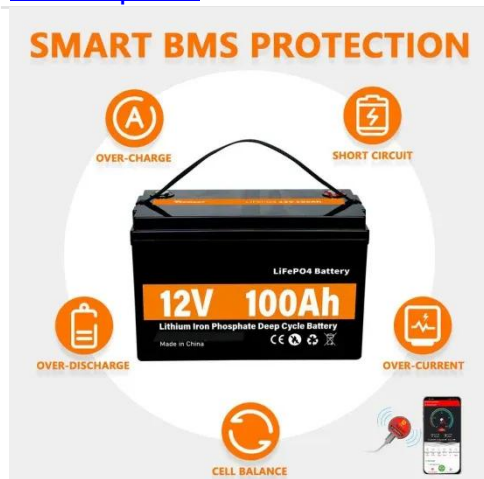 SMART BMS PROTECTION
A
OVER-CHARGE
SHORT CIRCUIT
LiFePO4 Battery
12V 100Ah
Lithium Iron Phosphate Deep Cycle Battery
Made in China
CE
OVER-DISCHARGE
OVER-CURRENT
CELL BALANCE